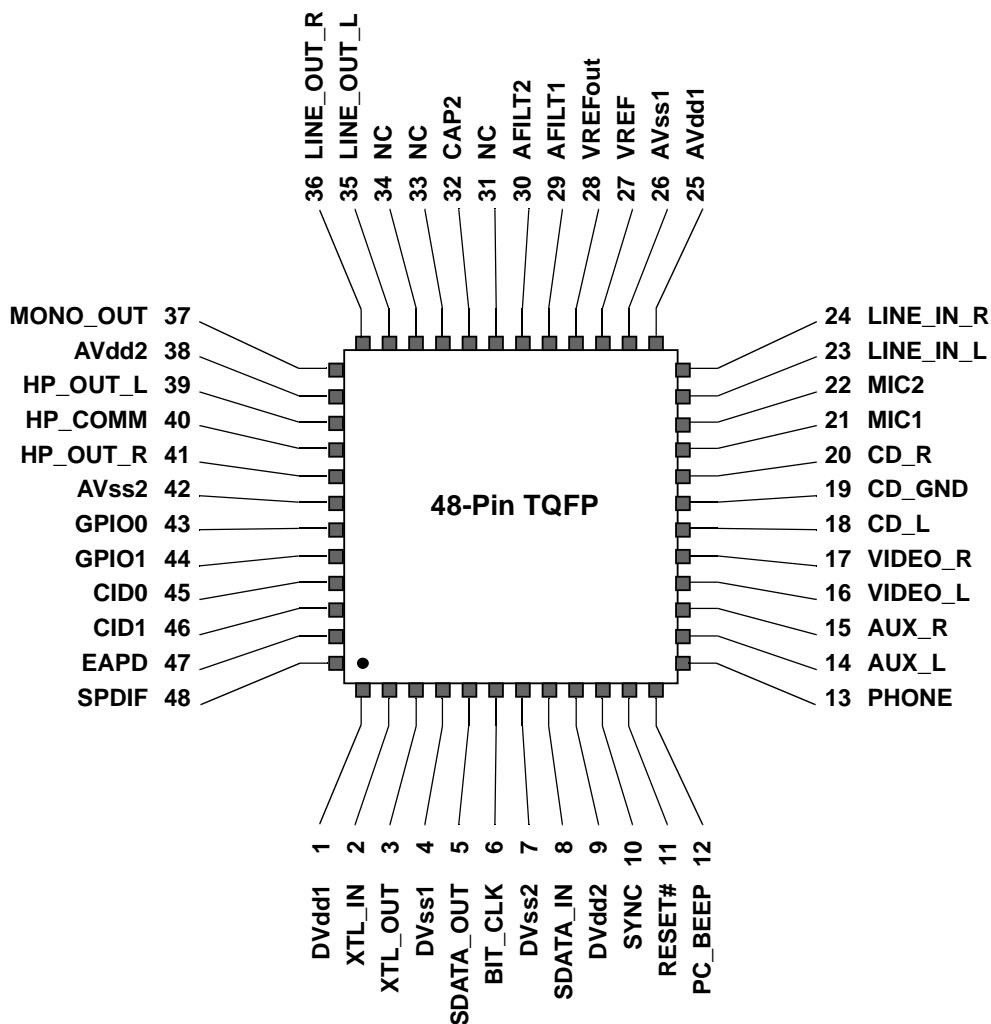 36 LINE_OUT_R
35 LINE_OUT_L
34 NC
33 NC
32 CAP2
31 NC
30 AFILT2
29 AFILT1
28 VREFout
27 VREF
26 AVss1
25 AVdd1
MONO_OUT 37
AVdd2 38
HP_OUT_L 39
HP_COMM 40
HP_OUT_R 41
AVss2 42
GPIO0 43
GPIO1 44
CID0 45
CID1 46
EAPD 47
SPDIF 48
48-Pin TQFP
24 LINE_IN_R
23 LINE_IN_L
22 MIC2
21 MIC1
20 CD_R
19 CD_GND
18 CD_L
17 VIDEO_R
16 VIDEO_L
15 AUX_R
14 AUX_L
13 PHONE
DVdd1 1
XTL_IN 2
XTL_OUT 3
DVss1 4
SDATA_OUT 5
BIT_CLK 6
DVss2 7
SDATA_IN 8
DVdd2 9
SYNC 10
RESET# 11
PC_BEEP 12